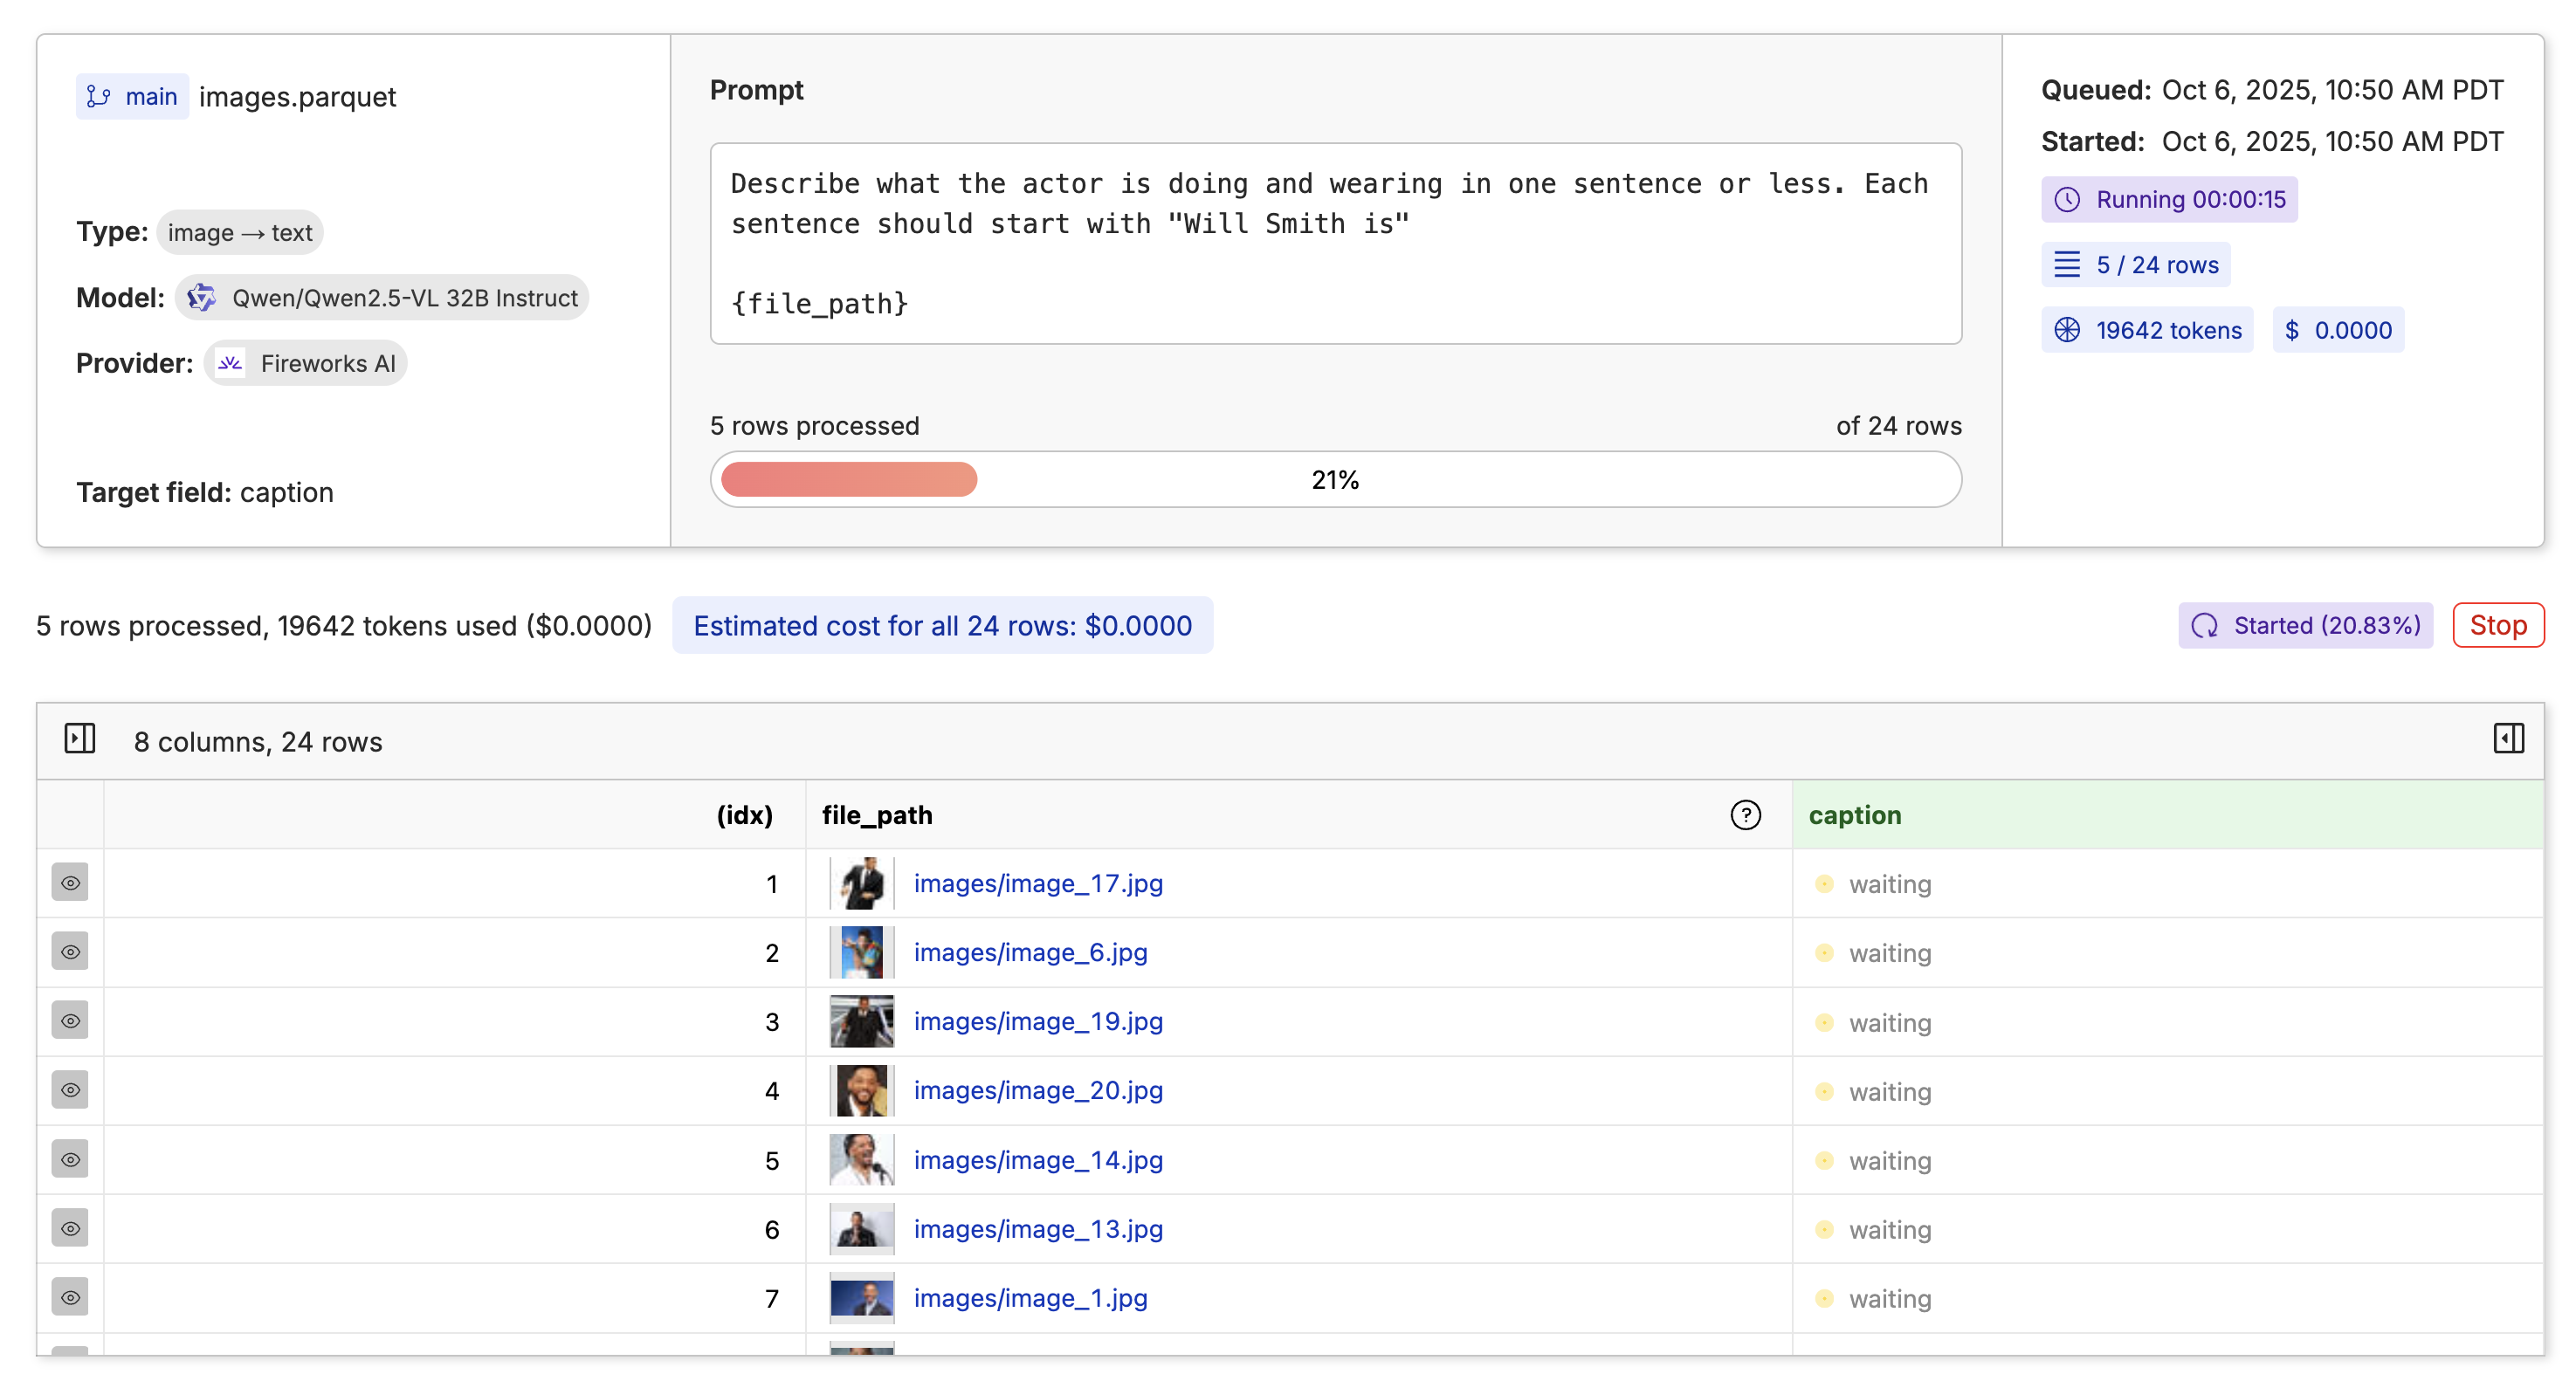 main images.parquet
Type: image → text
Model: Qwen/Qwen2.5-VL 32B Instruct
Provider: Fireworks AI
Target field: caption
Prompt
Describe what the actor is doing and wearing in one sentence or less. Each
sentence should start with "Will Smith is"
{file_path}
5 rows processed of 24 rows
21%
Queued: Oct 6, 2025, 10:50 AM PDT
Started: Oct 6, 2025, 10:50 AM PDT
Running 00:00:15
5 / 24 rows
19642 tokens $ 0.0000
5 rows processed, 19642 tokens used ($0.0000) Estimated cost for all 24 rows: $0.0000 Started (20.83%) Stop
8 columns, 24 rows
(idx) file_path ? caption
1 images/image_17.jpg waiting
2 images/image_6.jpg waiting
3 images/image_19.jpg waiting
4 images/image_20.jpg waiting
5 images/image_14.jpg waiting
6 images/image_13.jpg waiting
7 images/image_1.jpg waiting